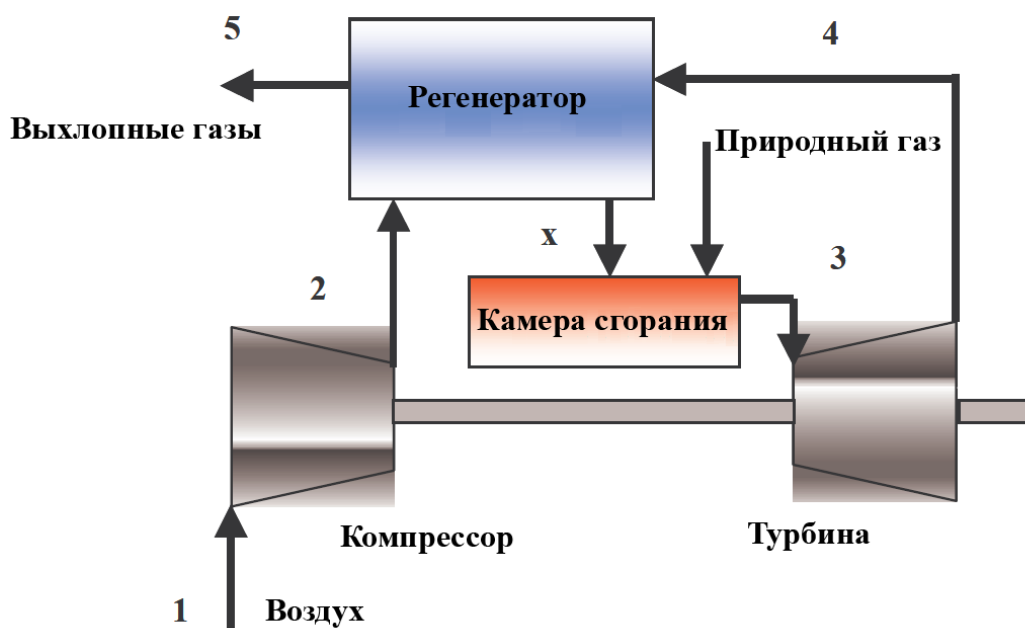 5
4
Регенератор
Выхлопные газы
Природный газ
x
3
2
Камера сгорания
Компрессор
Турбина
1
Воздух